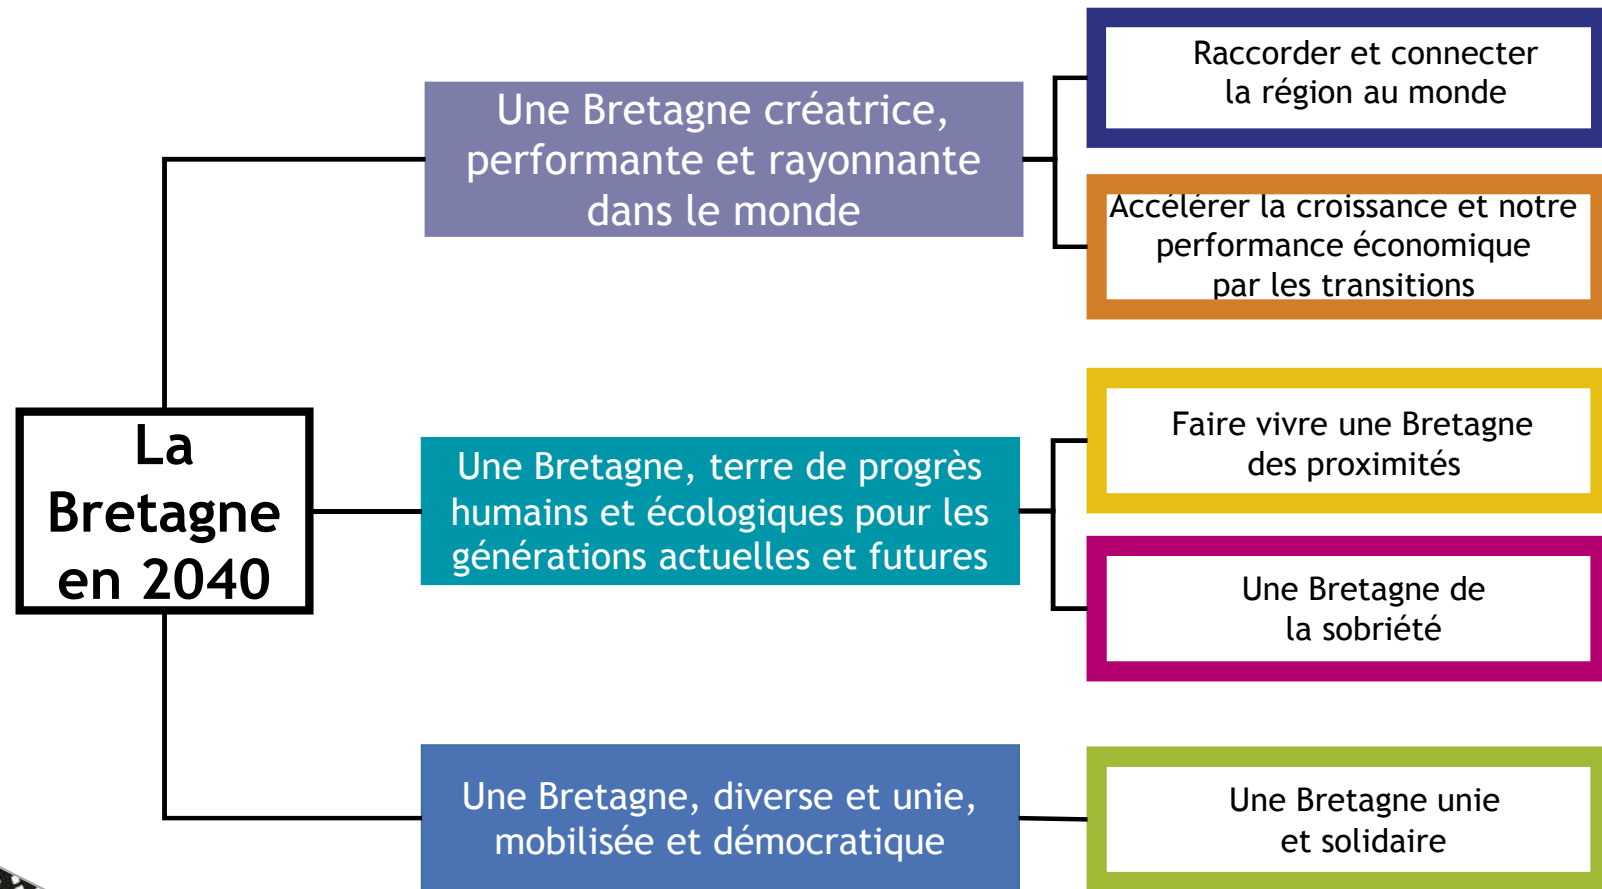 La
Bretagne
en 2040
Une Bretagne créatrice,
performante et rayonnante
dans le monde
Raccorder et connecter
la région au monde
Accélérer la croissance et notre
performance économique
par les transitions
Une Bretagne, terre de progrès
humains et écologiques pour les
générations actuelles et futures
Faire vivre une Bretagne
des proximités
Une Bretagne de
la sobriété
Une Bretagne, diverse et unie,
mobilisée et démocratique
Une Bretagne unie
et solidaire